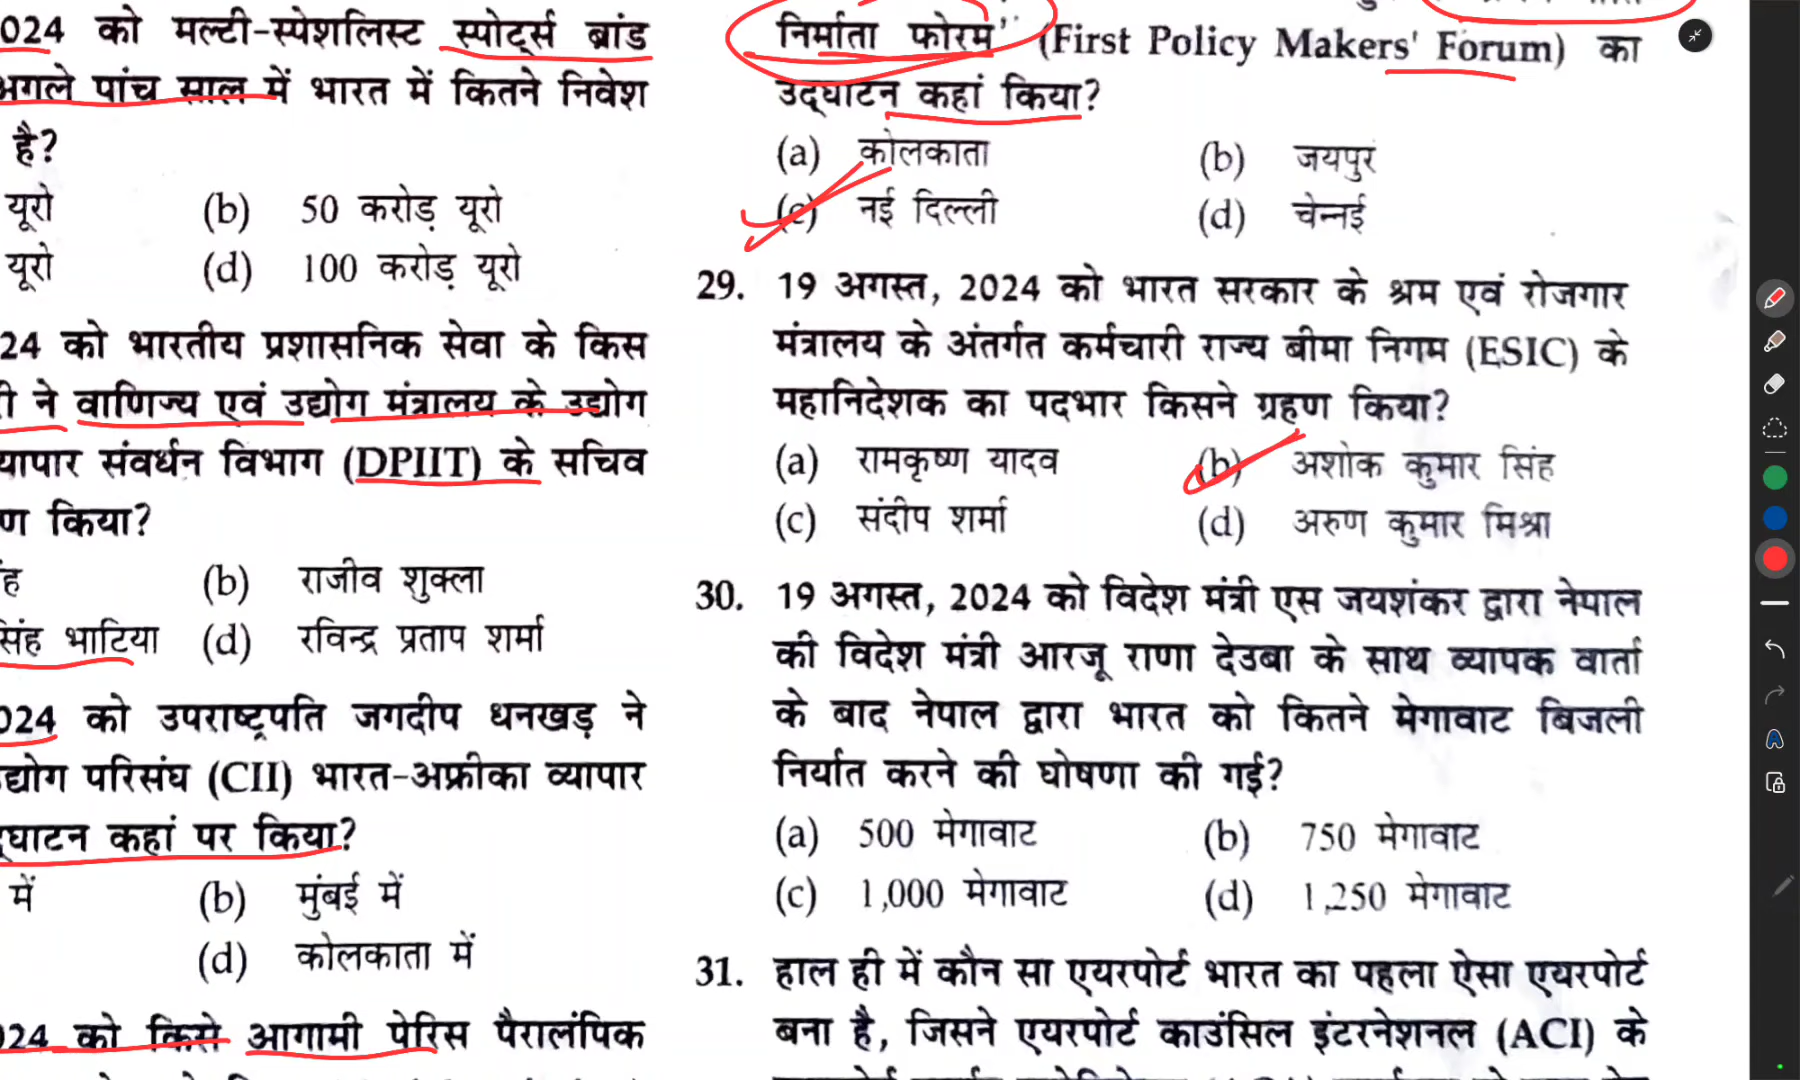 024 को मल्टी-स्पेशलिस्ट स्पोर्ट्स ब्रांड
अगले पांच साल में भारत में कितने निवेश
है?
यूरो (b) 50 करोड़ यूरो
यूरो (d) 100 करोड़ यूरो
24 को भारतीय प्रशासनिक सेवा के किस
ने वाणिज्य एवं उद्योग मंत्रालय के उद्योग
यापार संवर्धन विभाग (DPIIT) के सचिव
ण किया?
(b) राजीव शुक्ला
सिंह भाटिया (d) रविन्द्र प्रताप शर्मा
024 को उपराष्ट्रपति जगदीप धनखड़ ने
द्योग परिसंघ (CII) भारत-अफ्रीका व्यापार
घाटन कहां पर किया?
में (b) मुंबई में
(d) कोलकाता में
024 को किसे आगामी पेरिस पैरालंपिक
निर्माता फोरम'' (First Policy Makers' Forum) का
उद्घाटन कहां किया?
(a) कोलकाता (b) जयपुर
(c) नई दिल्ली (d) चेन्नई
29. 19 अगस्त, 2024 को भारत सरकार के श्रम एवं रोजगार
मंत्रालय के अंतर्गत कर्मचारी राज्य बीमा निगम (ESIC) के
महानिदेशक का पदभार किसने ग्रहण किया?
(a) रामकृष्ण यादव (b) अशोक कुमार सिंह
(c) संदीप शर्मा (d) अरुण कुमार मिश्रा
30. 19 अगस्त, 2024 को विदेश मंत्री एस जयशंकर द्वारा नेपाल
की विदेश मंत्री आरजू राणा देउबा के साथ व्यापक वार्ता
के बाद नेपाल द्वारा भारत को कितने मेगावाट बिजली
निर्यात करने की घोषणा की गई?
(a) 500 मेगावाट (b) 750 मेगावाट
(c) 1,000 मेगावाट (d) 1,250 मेगावाट
31. हाल ही में कौन सा एयरपोर्ट भारत का पहला ऐसा एयरपोर्ट
बना है, जिसने एयरपोर्ट काउंसिल इंटरनेशनल (ACI) के